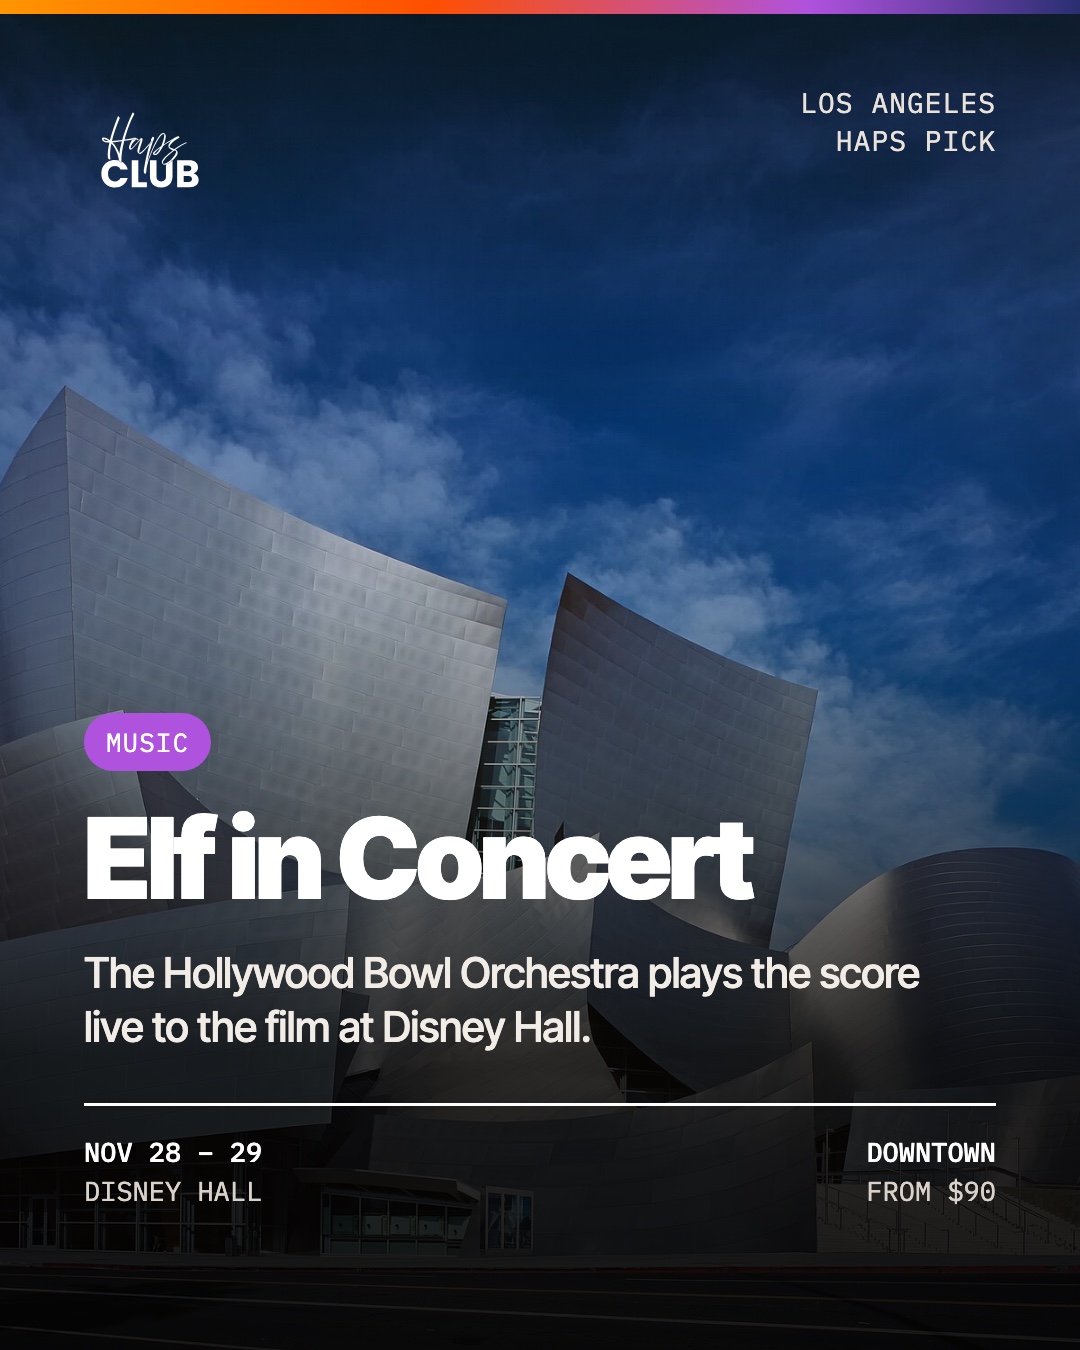 Haps
CLUB
LOS ANGELES
HAPS PICK
MUSIC
Elf in Concert
The Hollywood Bowl Orchestra plays the score
live to the film at Disney Hall.
NOV 28 – 29
DISNEY HALL
DOWNTOWN
FROM $90